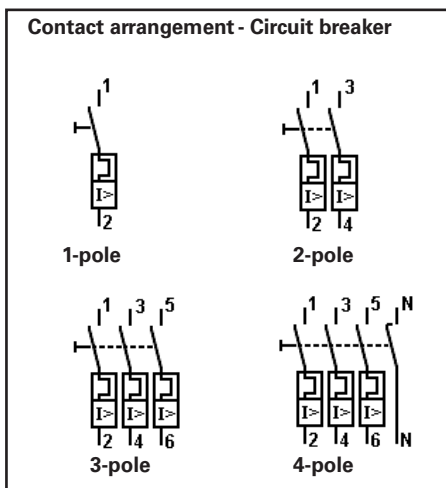 Contact arrangement - Circuit breaker
1 1 3
I> I> I>
2 2 4
1-pole 2-pole
1 3 5 1 3 5 N
I> I> I> I> I> I>
2 4 6 2 4 6 N
3-pole 4-pole